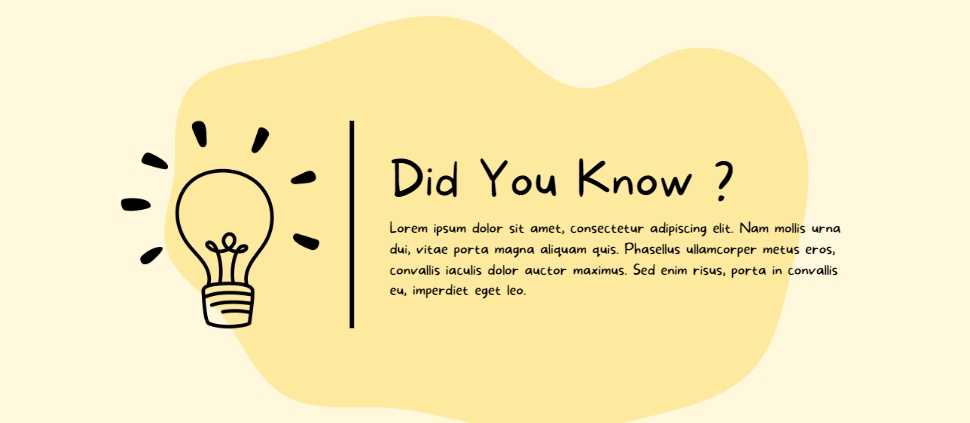 Did You Know ?
Lorem ipsum dolor sit amet, consectetur adipiscing elit. Nam mollis urna
dui, vitae porta magna aliquam quis. Phasellus ullamcorper metus eros,
convallis iaculis dolor auctor maximus. Sed enim risus, porta in convallis
eu, imperdiet eget leo.